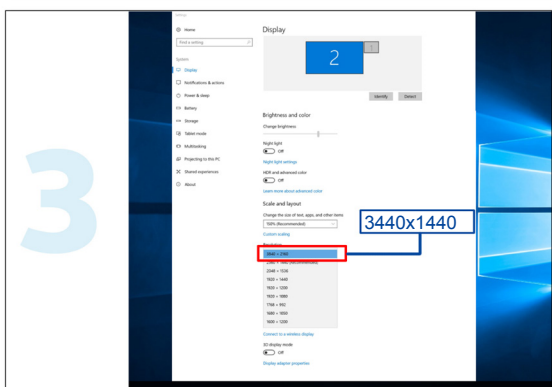 3
Settings
Home
Find a setting
System
Display
Notifications & actions
Power & sleep
Battery
Storage
Tablet mode
Multitasking
Projecting to this PC
Shared experiences
About
Display
2
1
Identify
Detect
Brightness and color
Change brightness
Night light
Off
Night light settings
HDR and advanced color
Off
Learn more about advanced color
Scale and layout
Change the size of text, apps, and other items
Custom scaling
Resolution
3440x1440
2048 × 1536
1920 × 1440
1920 × 1200
1920 × 1080
1680 × 1050
1600 × 1200
Connect to a wireless display
3D display mode
Off
Display adapter properties